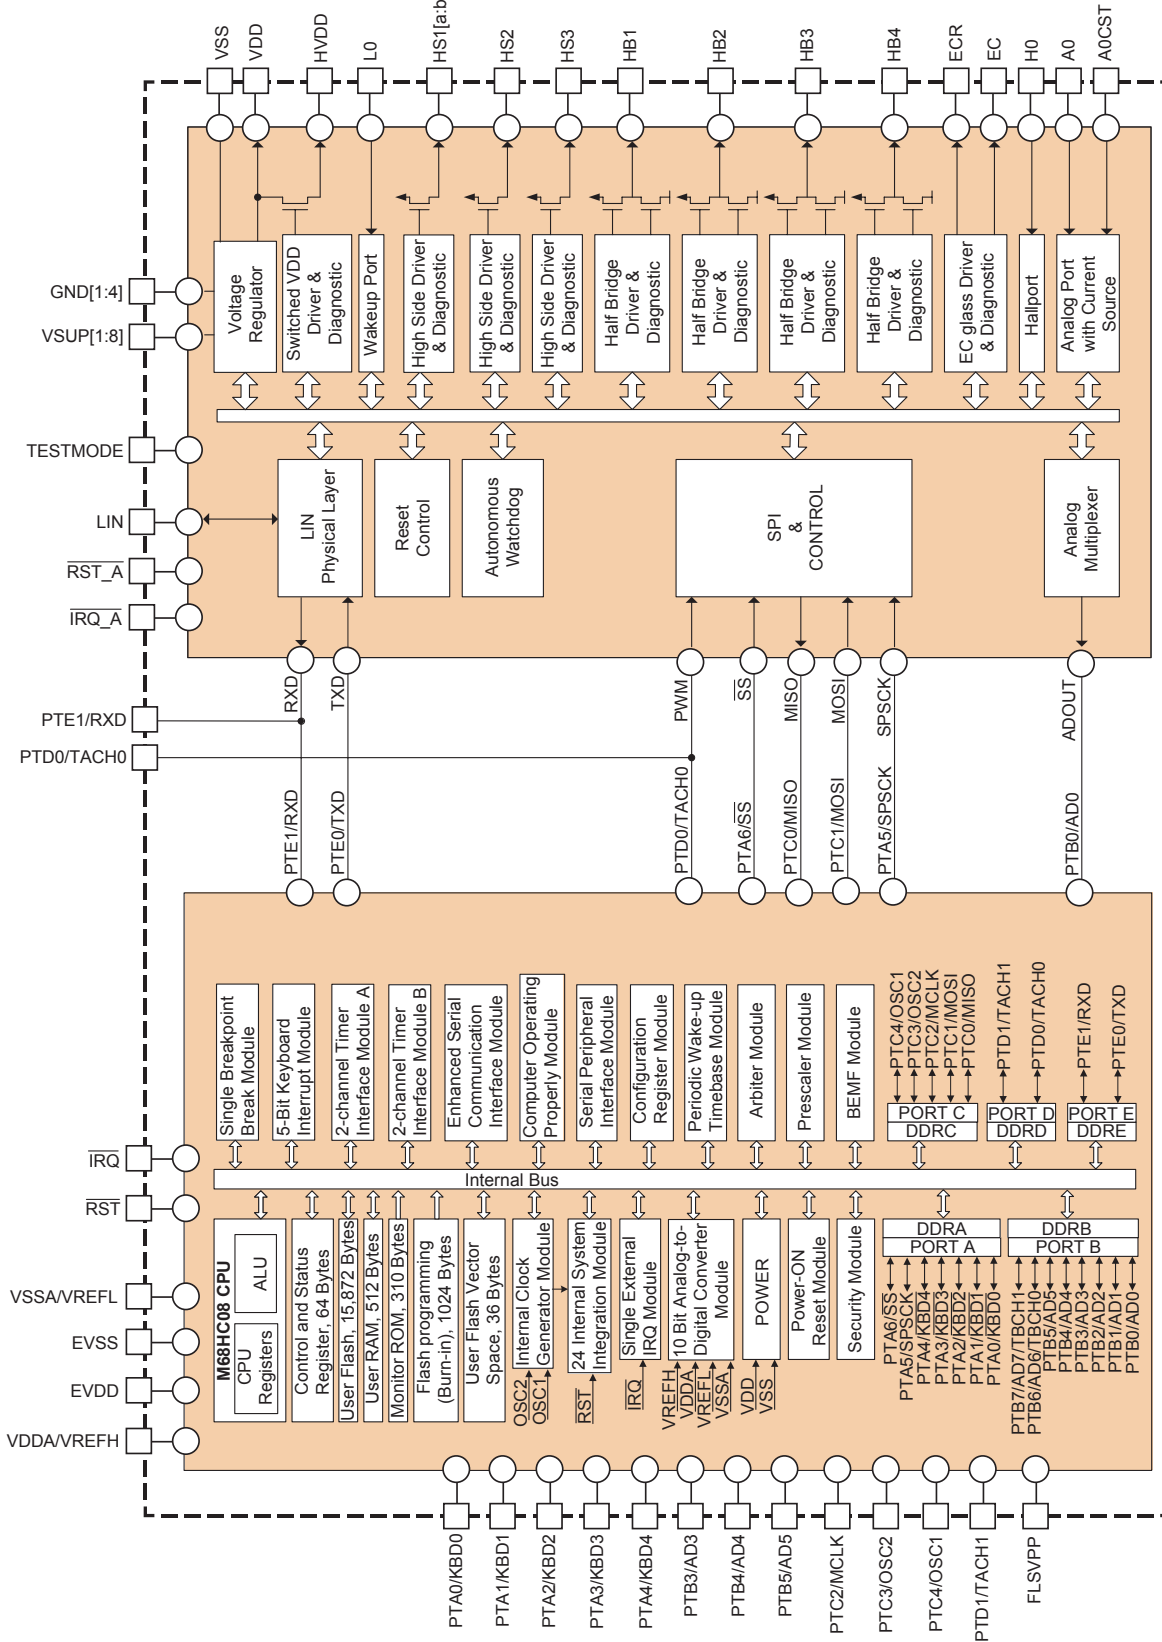 VSS
VDD
HVDD
L0
HS1[a:b
HS2
HS3
HB1
HB2
HB3
HB4
ECR
EC
H0
A0
A0CST
GND[1:4]
VSUP[1:8]
TESTMODE
LIN
RST_A
IRQ_A
PTE1/RXD
PTD0/TACH0
IRQ
RST
VSSA/VREFL
EVSS
EVDD
VDDA/VREFH
Voltage
Regulator
Switched VDD
Driver &
Diagnostic
Wakeup Port
High Side Driver
& Diagnostic
High Side Driver
& Diagnostic
High Side Driver
& Diagnostic
Half Bridge
Driver &
Diagnostic
Half Bridge
Driver &
Diagnostic
Half Bridge
Driver &
Diagnostic
Half Bridge
Driver &
Diagnostic
EC glass Driver
& Diagnostic
Hallport
Analog Port
with Current
Source
LIN
Physical Layer
Reset
Control
Autonomous
Watchdog
SPI
&
CONTROL
Analog
Multiplexer
RXD
TXD
PWM
SS
MISO
MOSI
SPSCK
ADOUT
PTE1/RXD
PTE0/TXD
PTD0/TACH0
PTA6/SS
PTC0/MISO
PTC1/MOSI
PTA5/SPSCK
PTB0/AD0
Single Breakpoint
Break Module
5-Bit Keyboard
Interrupt Module
2-channel Timer
Interface Module A
2-channel Timer
Interface Module B
Enhanced Serial
Communication
Interface Module
Computer Operating
Properly Module
Serial Peripheral
Interface Module
Configuration
Register Module
Periodic Wake-up
Timebase Module
Arbiter Module
Prescaler Module
BEMF Module
PTC4/OSC1
PTC3/OSC2
PTC2/MCLK
PTC1/MOSI
PTC0/MISO
PORT C
DDRC
PTD1/TACH1
PTD0/TACH0
PORT D
DDRD
PTE1/RXD
PTE0/TXD
PORT E
DDRE
Internal Bus
M68HC08 CPU
CPU
Registers
ALU
Control and Status
Register, 64 Bytes
User Flash, 15,872 Bytes
User RAM, 512 Bytes
Monitor ROM, 310 Bytes
Flash programming
(Burn-in), 1024 Bytes
User Flash Vector
Space, 36 Bytes
Internal Clock
Generator Module
OSC2
OSC1
24 Internal System
Integration Module
RST
Single External
IRQ Module
IRQ
10 Bit Analog-to-
Digital Converter
Module
VREFH
VDDA
VREFL
VSSA
POWER
VDD
VSS
Power-ON
Reset Module
Security Module
DDRA
PORT A
PTA6/SS
PTA5/SPSCK
PTA4/KBD4
PTA3/KBD3
PTA2/KBD2
PTA1/KBD1
PTA0/KBD0
DDRB
PORT B
PTB7/AD7/TBCH1
PTB6/AD6/TBCH0
PTB5/AD5
PTB4/AD4
PTB3/AD3
PTB2/AD2
PTB1/AD1
PTB0/AD0
PTA0/KBD0
PTA1/KBD1
PTA2/KBD2
PTA3/KBD3
PTA4/KBD4
PTB3/AD3
PTB4/AD4
PTB5/AD5
PTC2/MCLK
PTC3/OSC2
PTC4/OSC1
PTD1/TACH1
FLSVPP